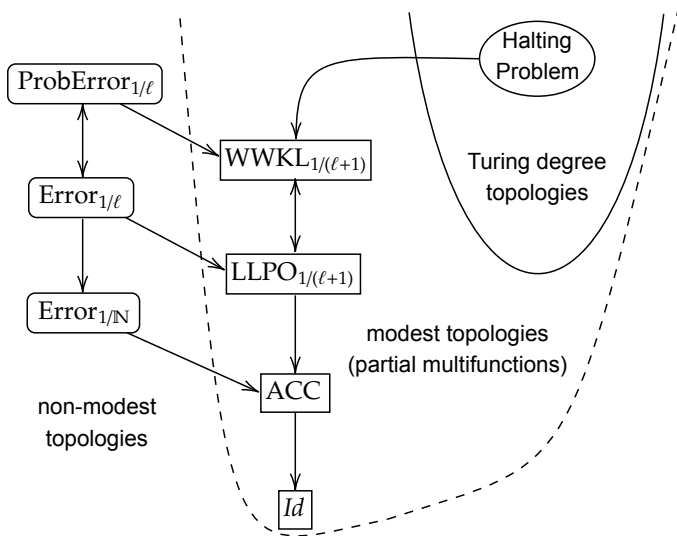 Halting
Problem
ProbError₁/ℓ
WWKL₁/(ℓ+1)
Turing degree
topologies
Error₁/ℓ
LLPO₁/(ℓ+1)
Error₁/ℕ
modest topologies
(partial multifunctions)
ACC
non-modest
topologies
Id